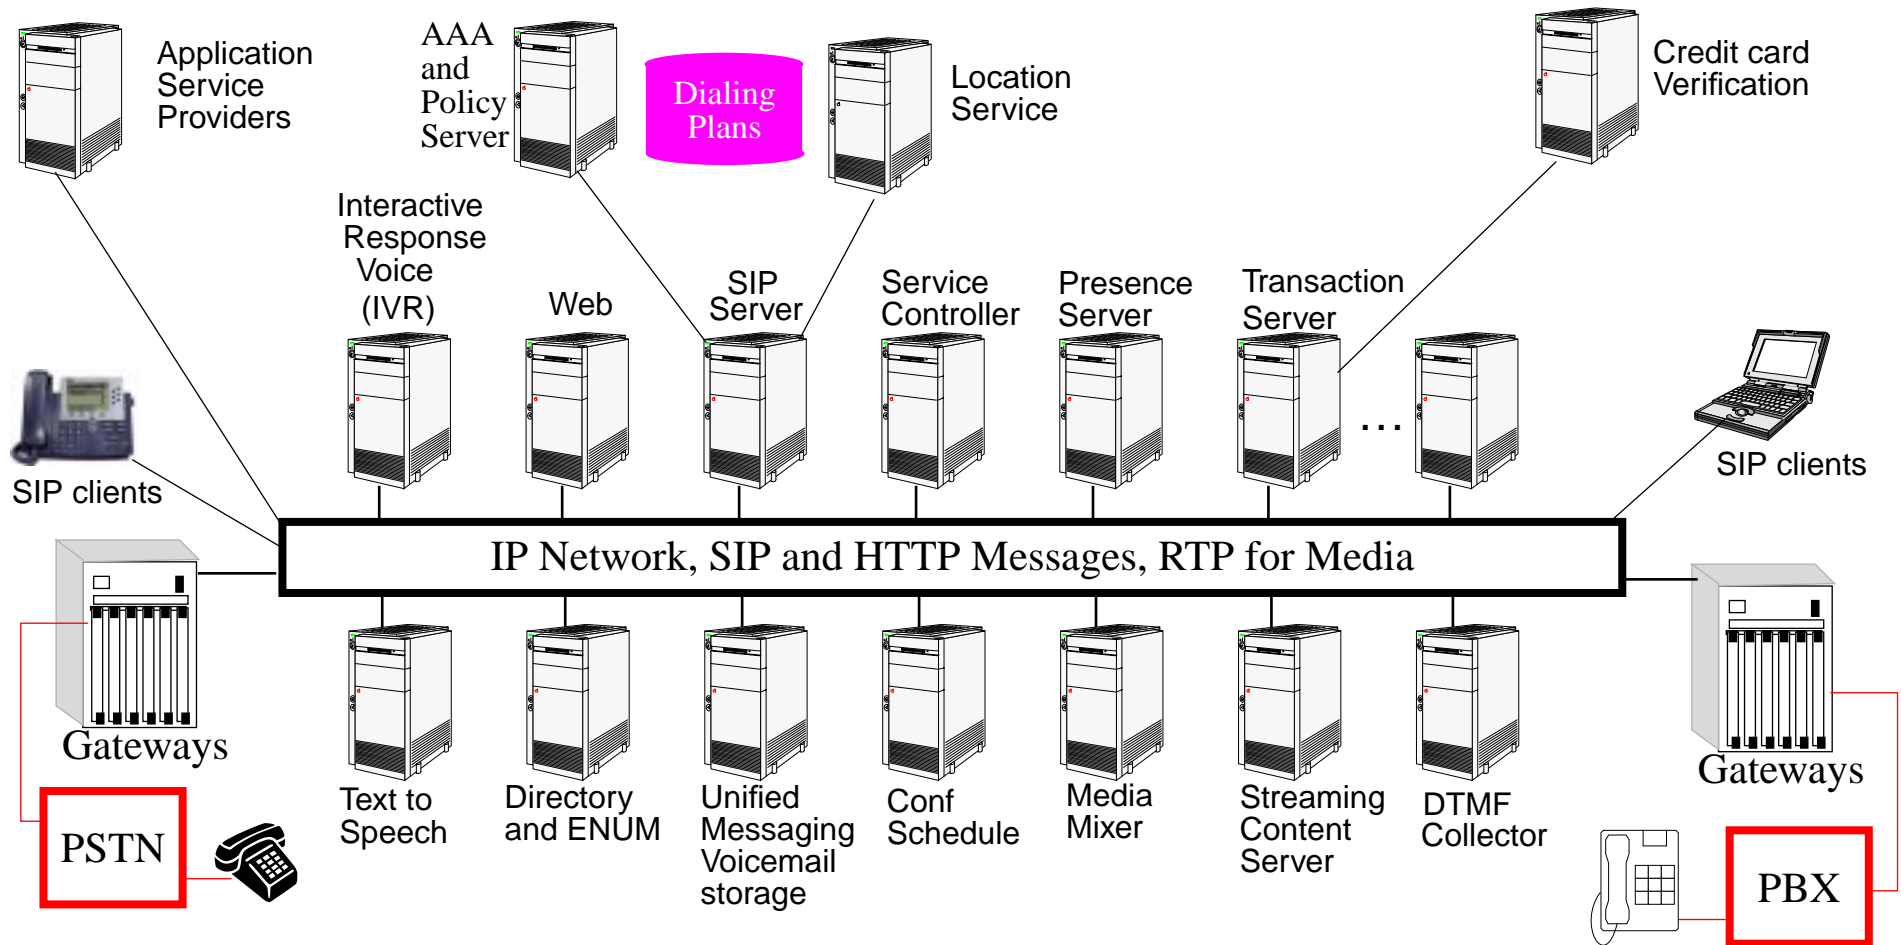 Application
Service
Providers
AAA
and
Policy
Server
Dialing
Plans
Location
Service
Credit card
Verification
Interactive
Response
Voice
(IVR)
Web
SIP
Server
Service
Controller
Presence
Server
Transaction
Server
...
SIP clients
SIP clients
IP Network, SIP and HTTP Messages, RTP for Media
Gateways
Gateways
Text to
Speech
Directory
and ENUM
Unified
Messaging
Voicemail
storage
Conf
Schedule
Media
Mixer
Streaming
Content
Server
DTMF
Collector
PSTN
PBX